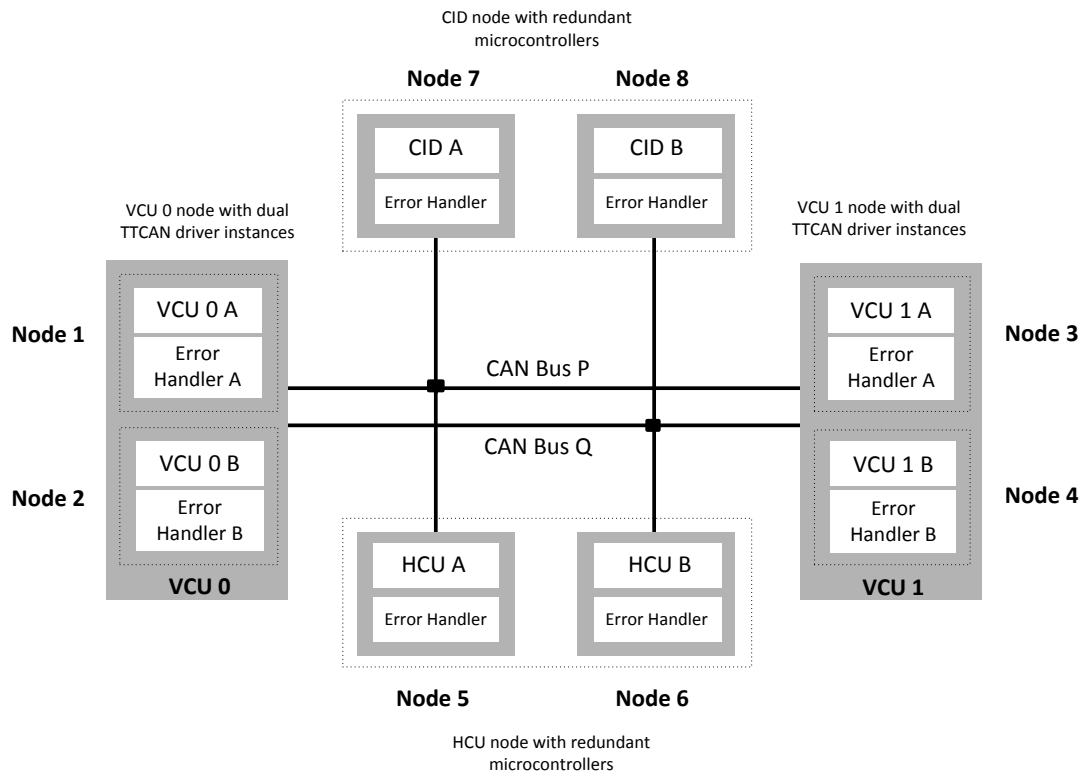 CID node with redundant
microcontrollers
Node 7
Node 8
CID A
Error Handler
CID B
Error Handler
VCU 0 node with dual
TTCAN driver instances
VCU 1 node with dual
TTCAN driver instances
Node 1
VCU 0 A
Error
Handler A
Node 2
VCU 0 B
Error
Handler B
VCU 0
CAN Bus P
CAN Bus Q
VCU 1 A
Error
Handler A
Node 3
VCU 1 B
Error
Handler B
Node 4
VCU 1
HCU A
Error Handler
HCU B
Error Handler
Node 5
Node 6
HCU node with redundant
microcontrollers